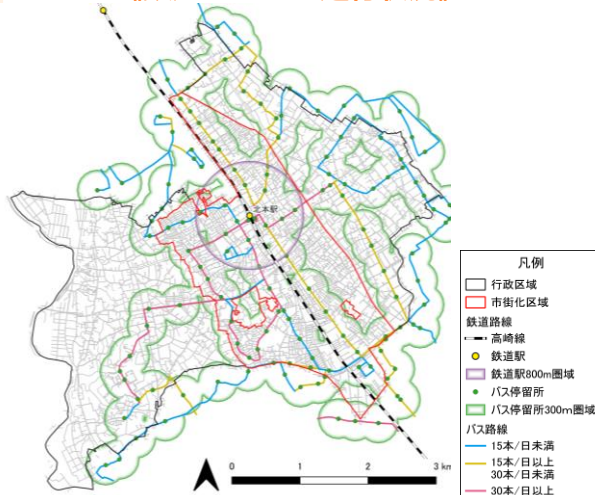 北本駅
凡例
行政区域
市街化区域
鉄道路線
高崎線
鉄道駅
鉄道駅800m圏域
バス停留所
バス停留所300m圏域
バス路線
15本/日未満
15本/日以上
30本/日未満
30本/日以上
0 1 2 3 km